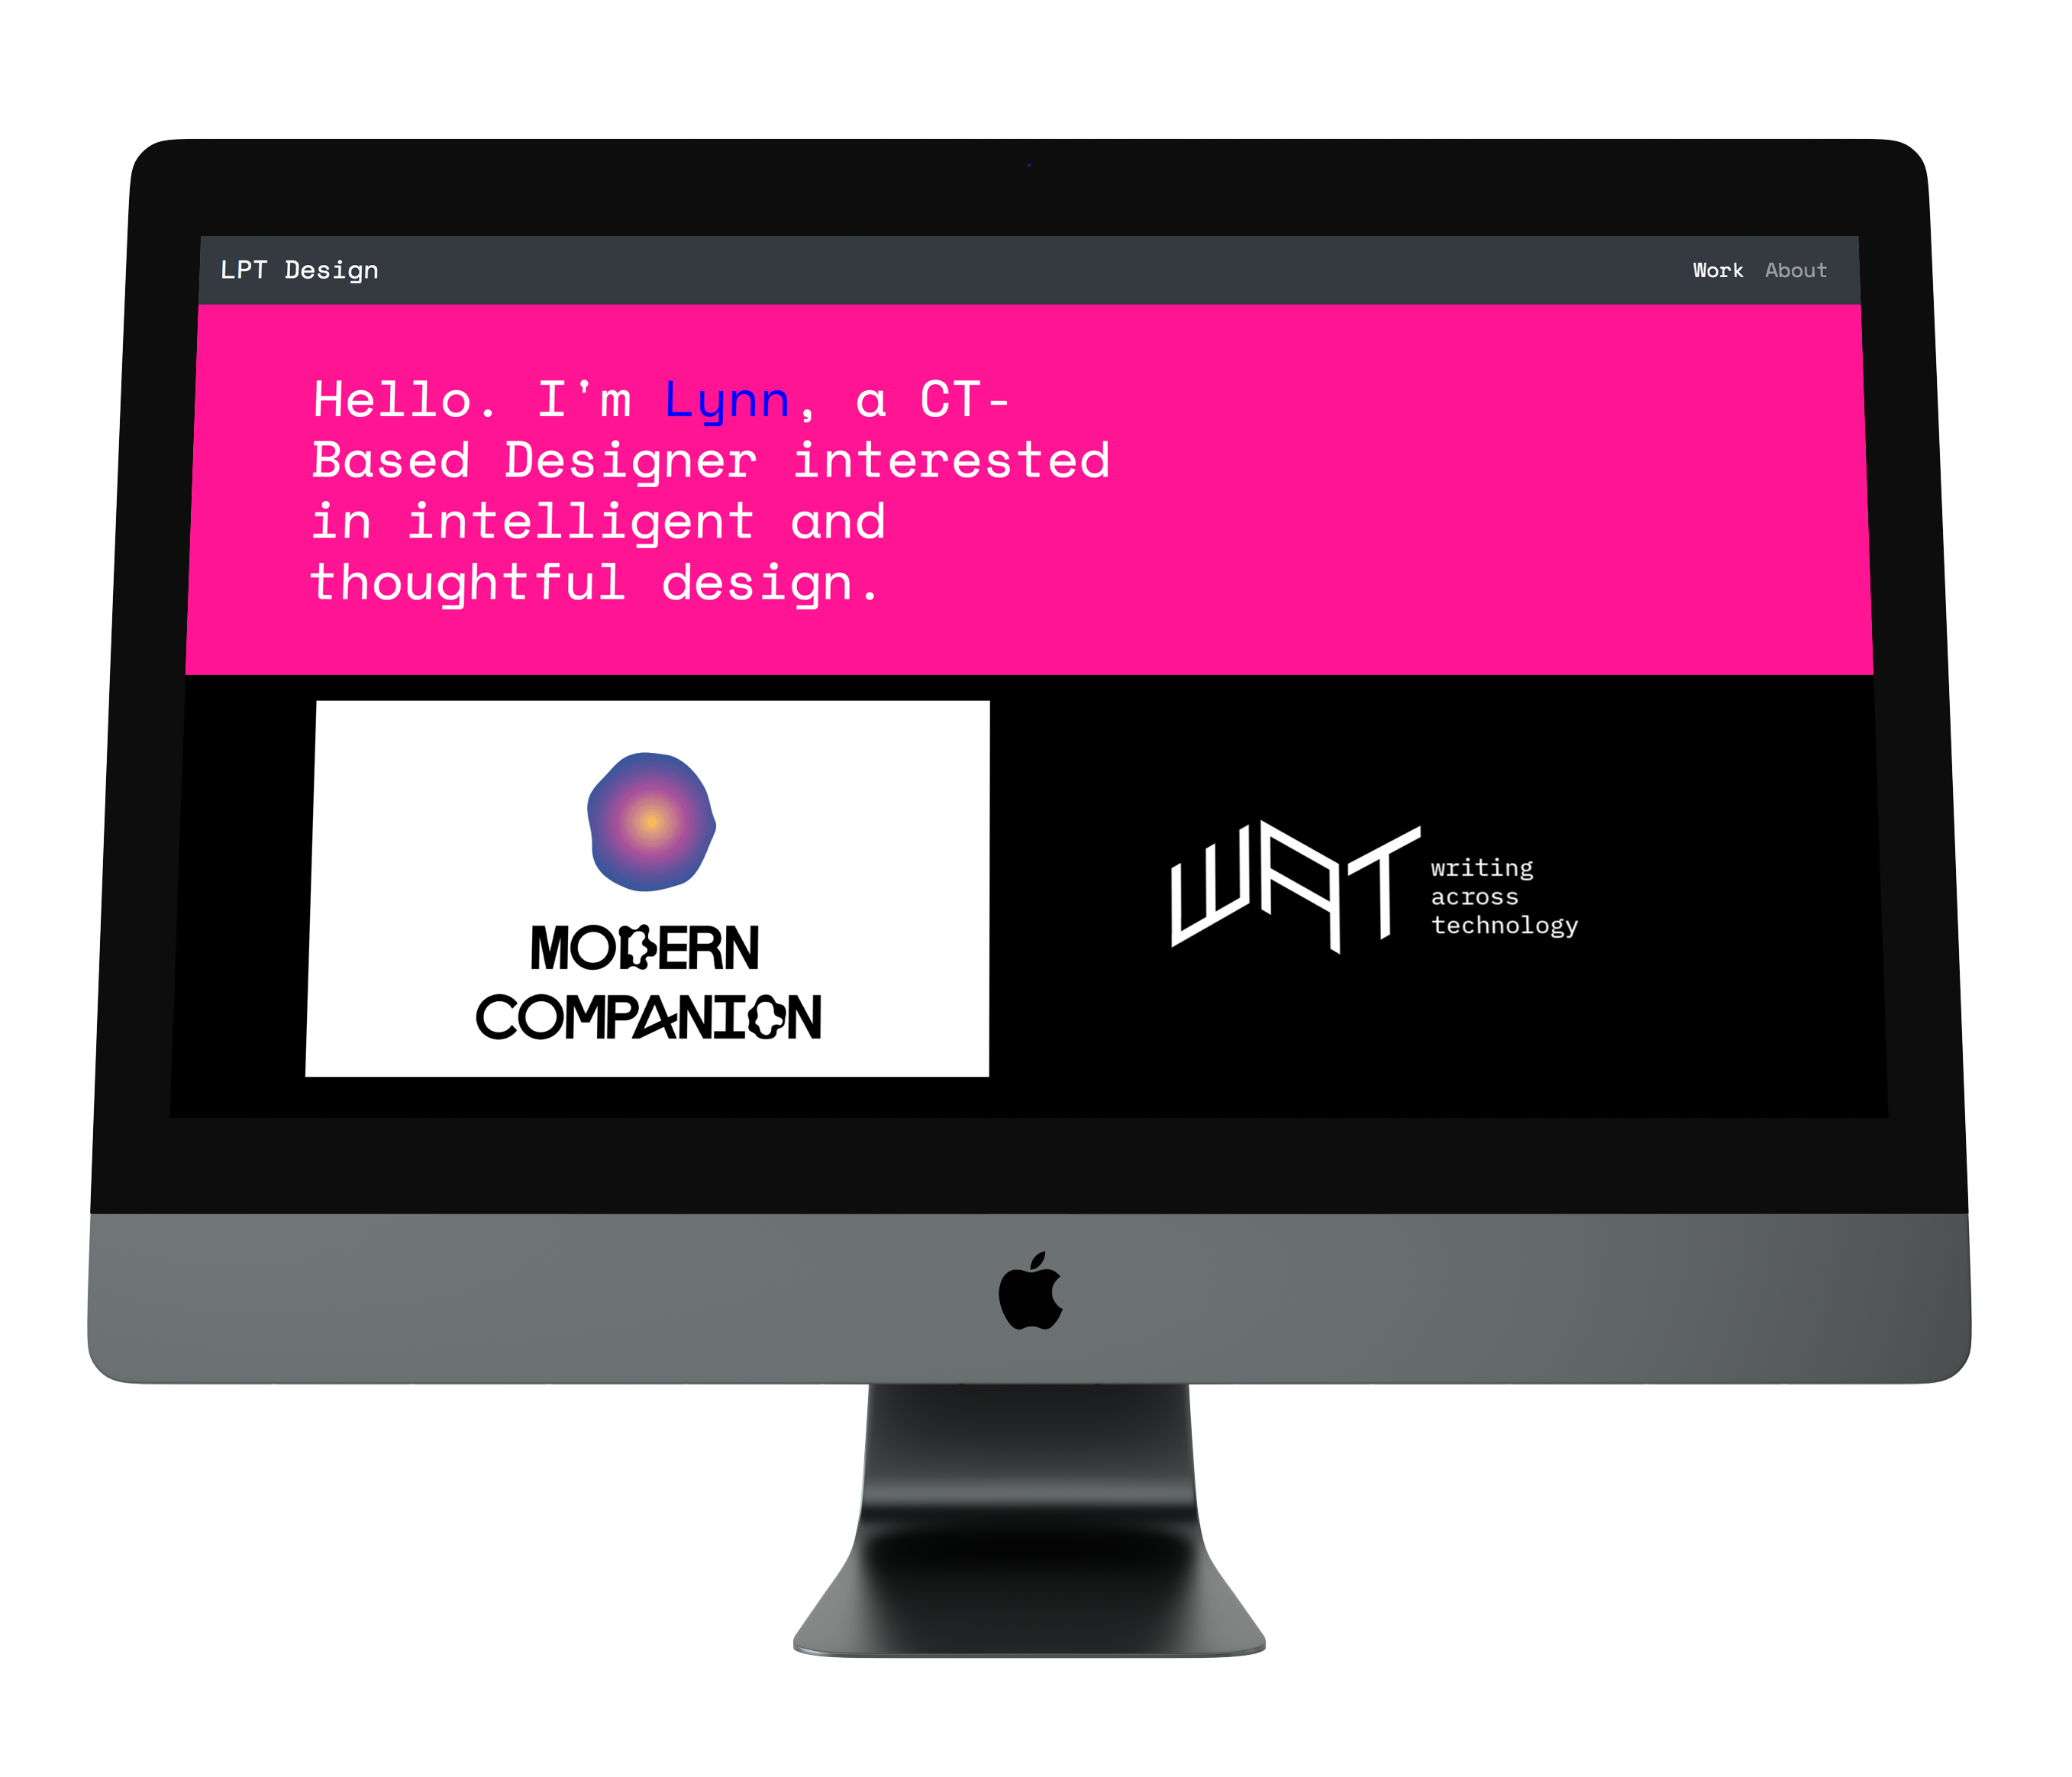 LPT Design
Work About
Hello. I'm Lynn, a CT-
Based Designer interested
in intelligent and
thoughtful design.
MODERN
COMPANION
WAT
writing
across
technology